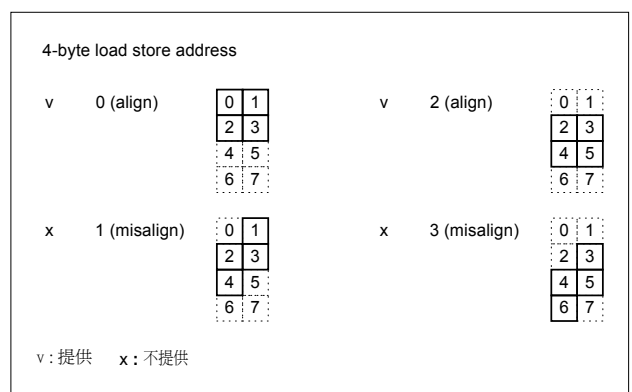 4-byte load store address
v 0 (align) 0 1 v 2 (align) 0 1
2 3 2 3
4 5 4 5
6 7 6 7
x 1 (misalign) 0 1 x 3 (misalign) 0 1
2 3 2 3
4 5 4 5
6 7 6 7
v : 提供 x : 不提供